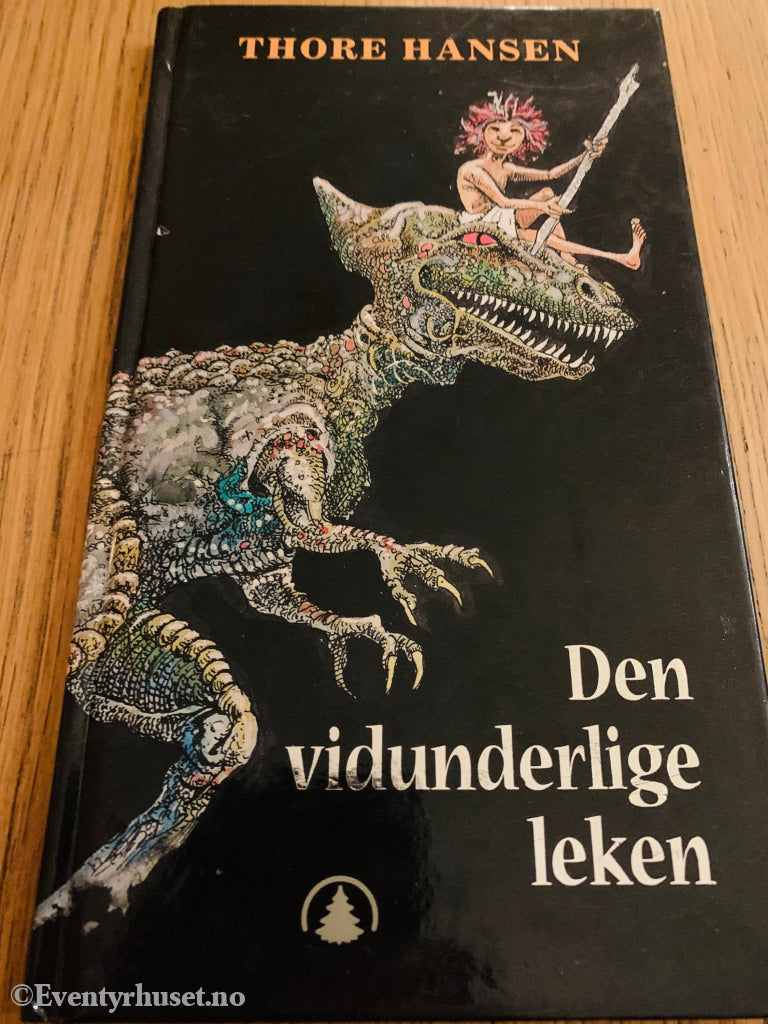 THORE HANSEN
Den
vidunderlige
leken
©Eventyrhuset.no